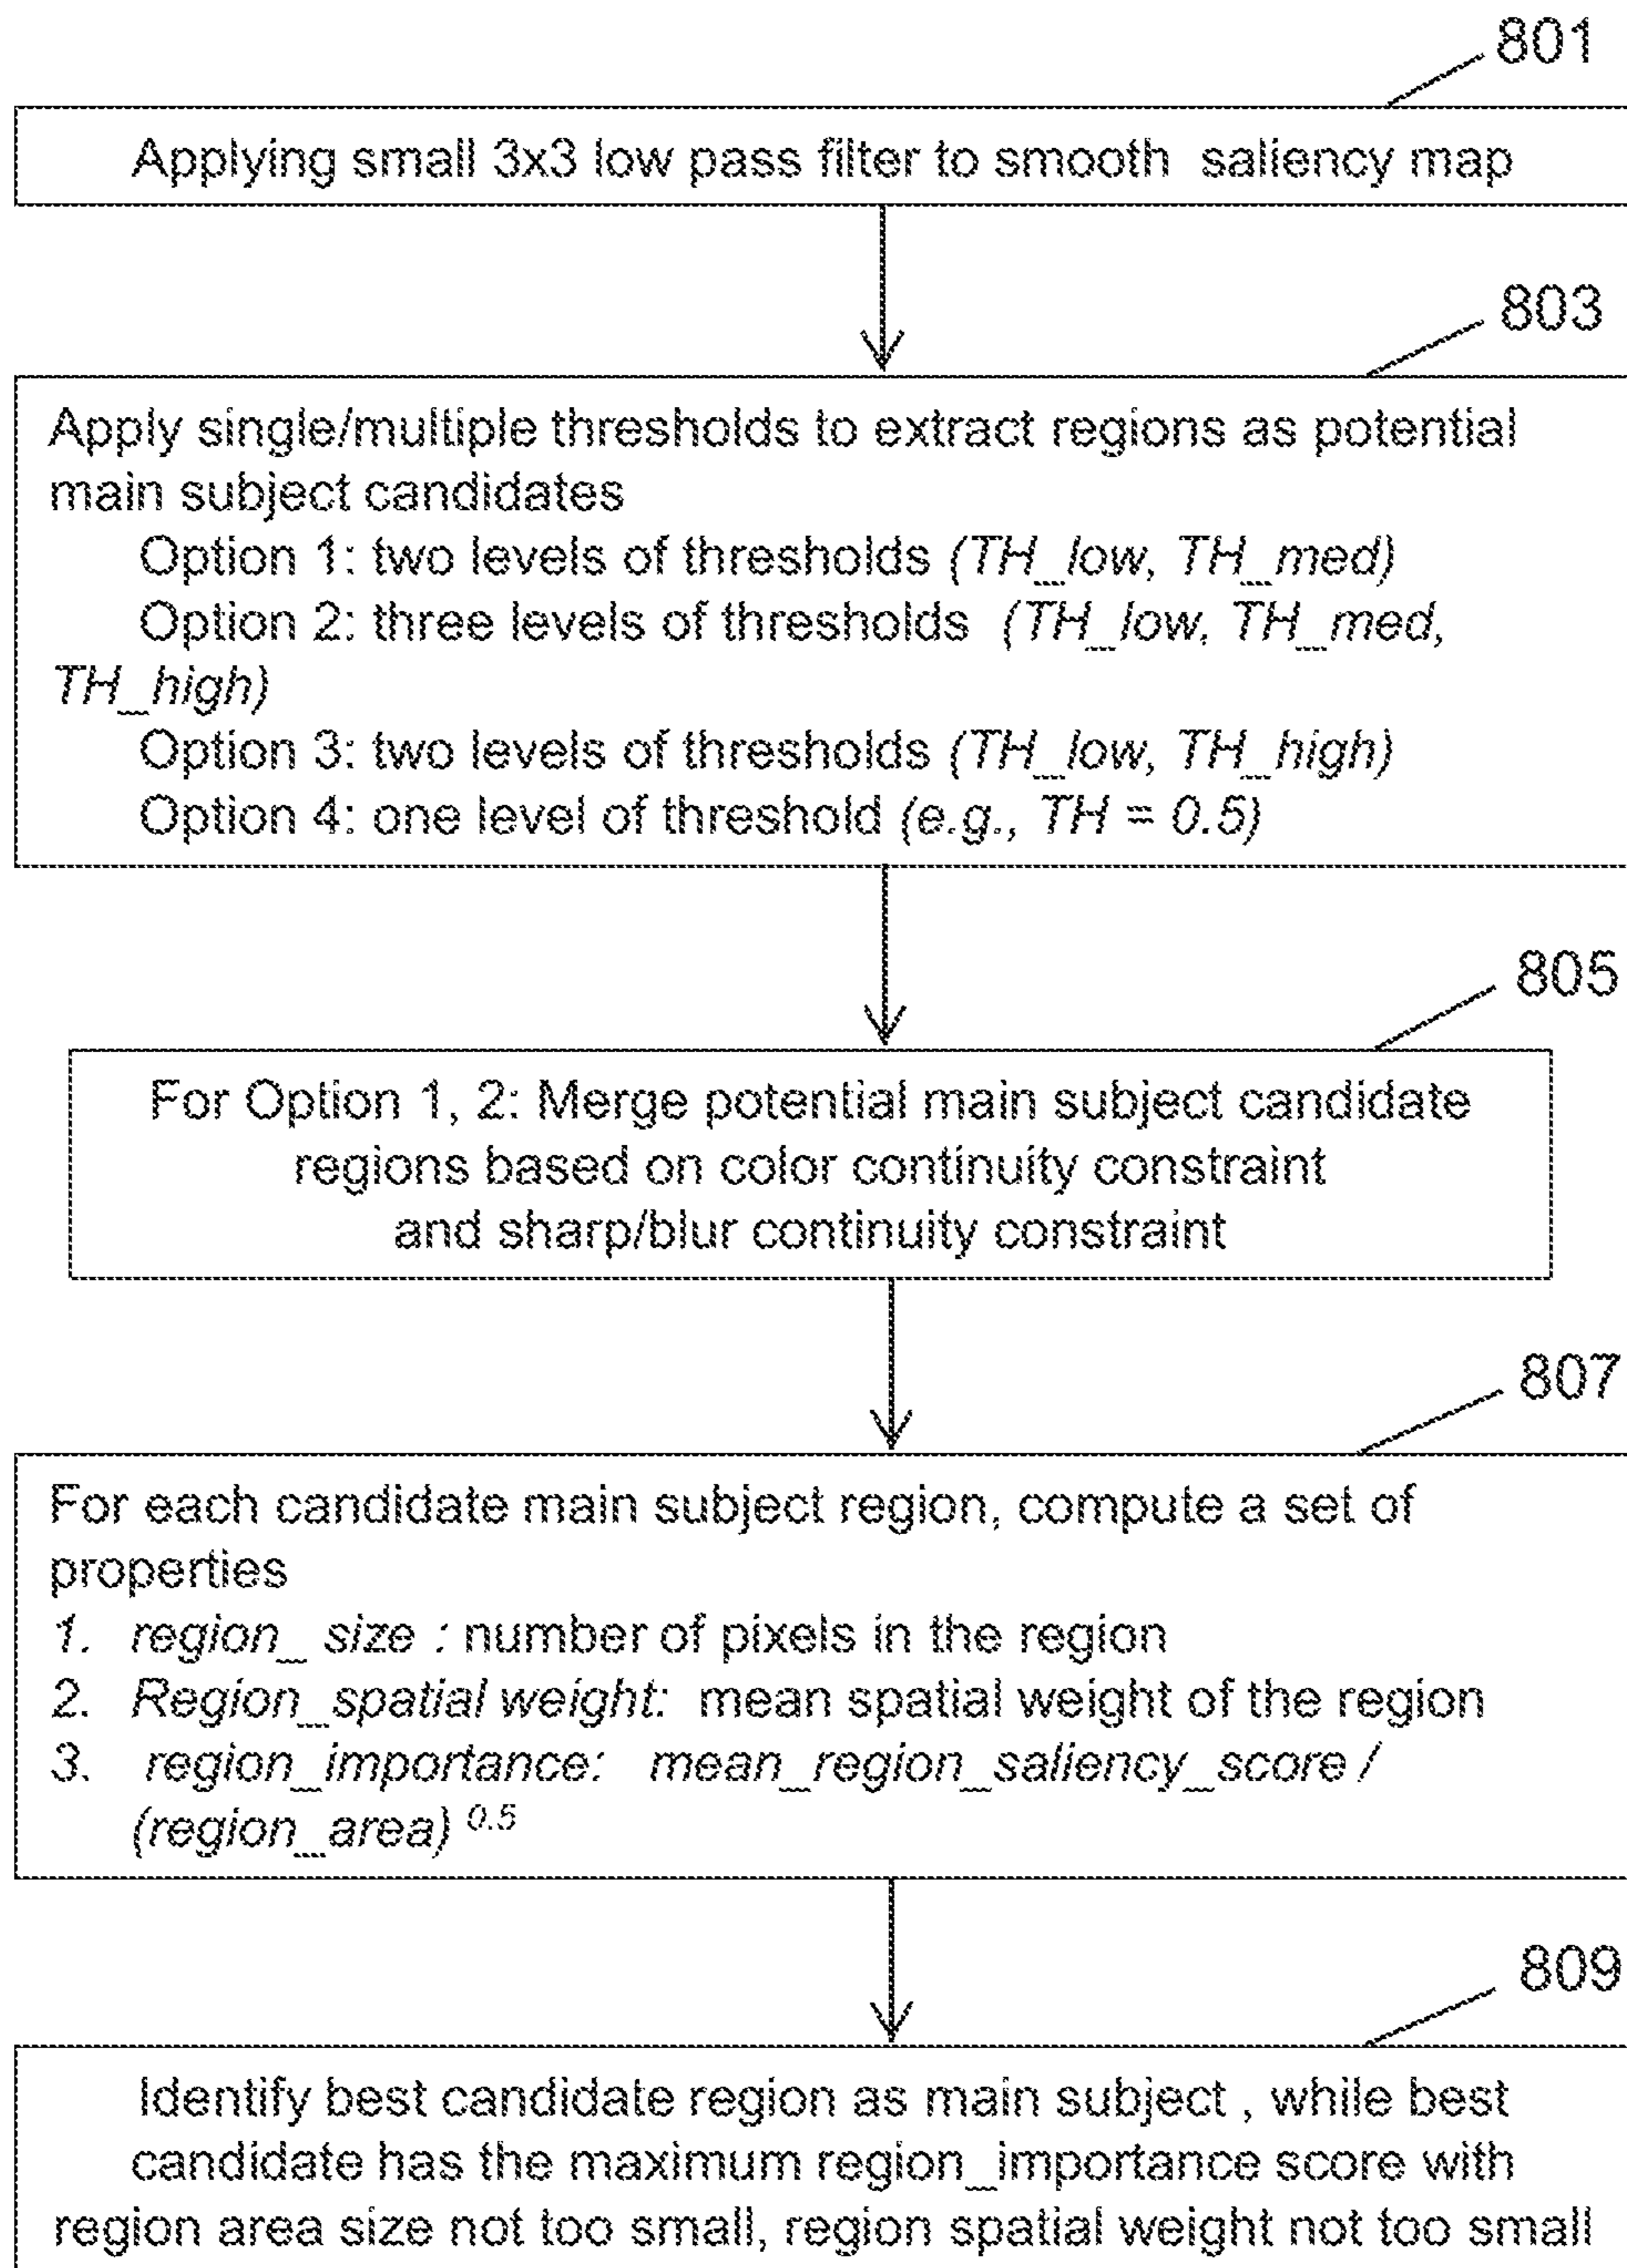 801
Applying small 3x3 low pass filter to smooth saliency map
803
Apply single/multiple thresholds to extract regions as potential
main subject candidates
Option 1: two levels of thresholds (TH_low, TH_med)
Option 2: three levels of thresholds (TH_low, TH_med,
TH_high)
Option 3: two levels of thresholds (TH_low, TH_high)
Option 4: one level of threshold (e.g., TH = 0.5)
805
For Option 1, 2: Merge potential main subject candidate
regions based on color continuity constraint
and sharp/blur continuity constraint
807
For each candidate main subject region, compute a set of
properties
1. region_ size : number of pixels in the region
2. Region_spatial weight: mean spatial weight of the region
3. region_importance: mean_region_saliency_score /
(region_area) 0.5
809
Identify best candidate region as main subject , while best
candidate has the maximum region_importance score with
region area size not too small, region spatial weight not too small